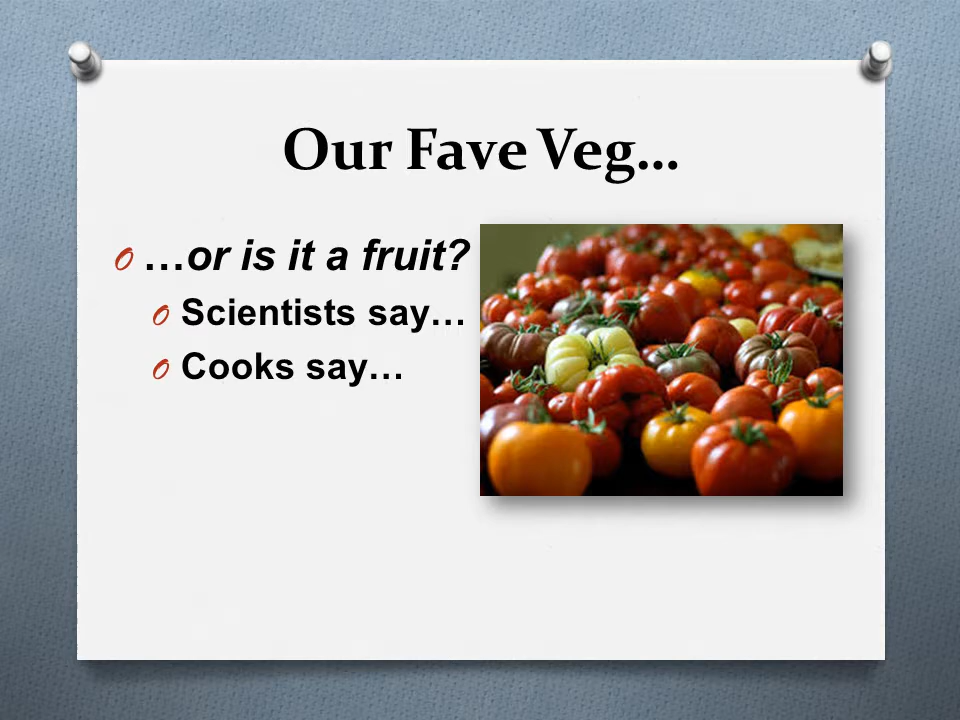 Our Fave Veg…
…or is it a fruit?
Scientists say…
Cooks say…